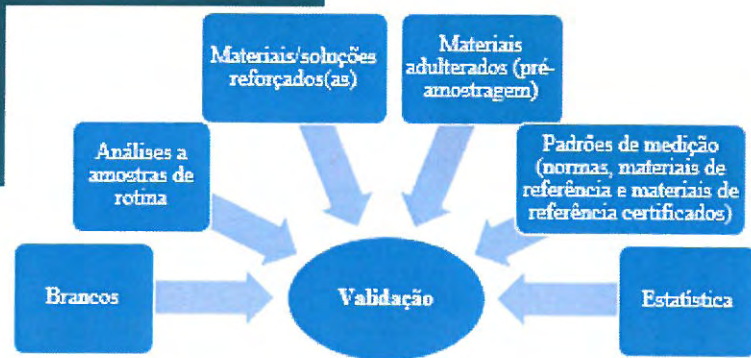 Materiais/soluções
reforçados(as)
Materiais
adulterados (pré-
amostragem)
Análises a
amostras de
rotina
Padrões de medição
(normas, materiais de
referência e materiais de
referência certificados)
Brancos
Validação
Estatística